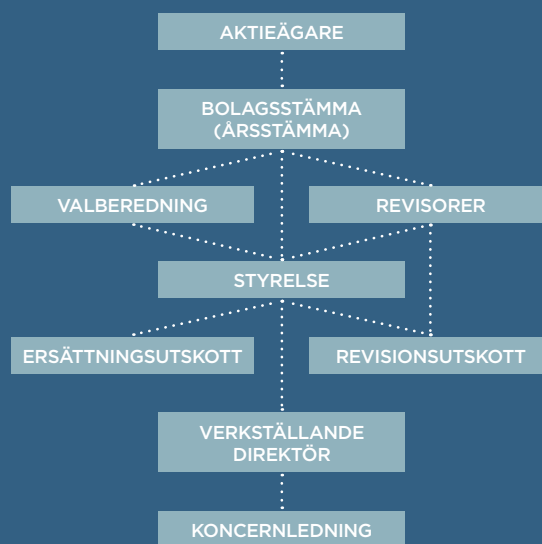 AKTIEÄGARE
BOLAGSSTÄMMA
(ÅRSSTÄMMA)
VALBEREDNING
REVISORER
STYRELSE
ERSÄTTNINGSUTSKOTT
REVISIONSUTSKOTT
VERKSTÄLLANDE
DIREKTÖR
KONCERNLEDNING